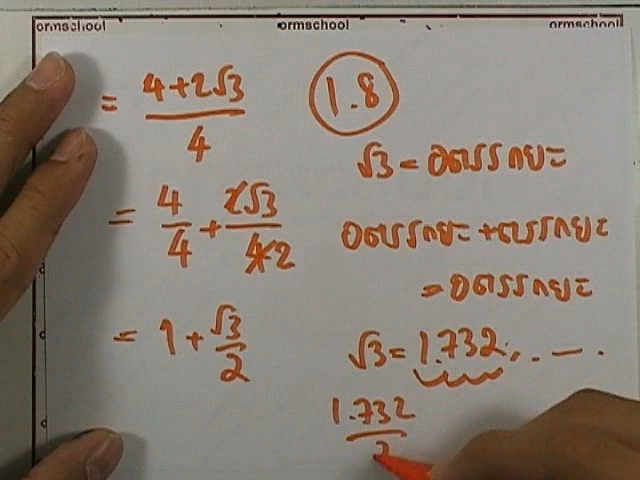 ormschool ormschool ormschool
= 4+2√3 / 4
1.8
√3 = อตรรกยะ
= 4/4 + 2√3/4 2
อตรรกยะ + ตรรกยะ
= อตรรกยะ
= 1 + √3/2
√3 = 1.732...
1.732 / 2